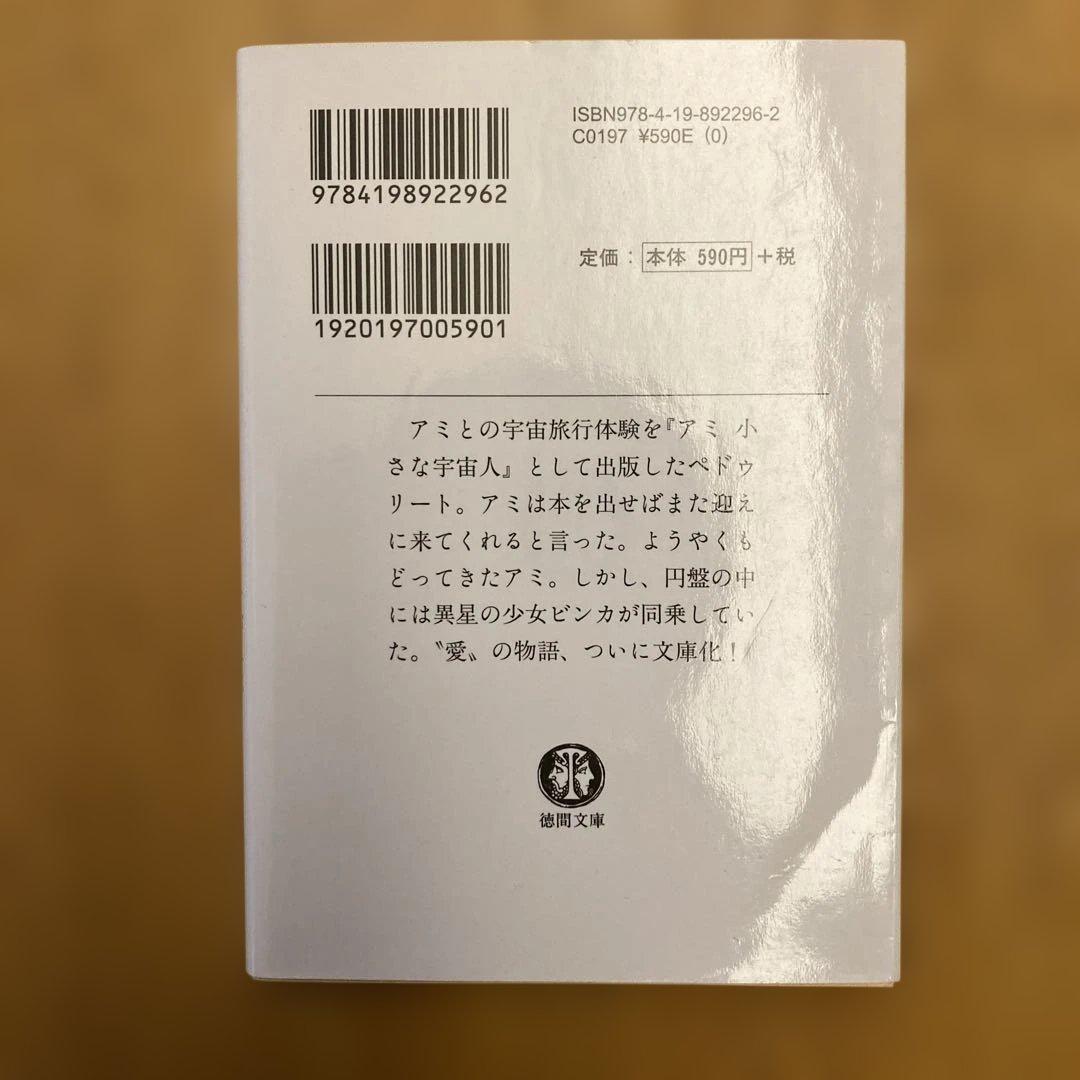 ISBN978-4-19-892296-2
C0197 ¥590E (0)
9784198922962
定価：本体 590円＋税
1920197005901
アミとの宇宙旅行体験を『アミ 小
さな宇宙人』として出版したペドゥ
リート。アミは本を出せばまた迎え
に来てくれると言った。ようやくも
どってきたアミ。しかし、円盤の中
には異星の少女ビンカが同乗してい
た。〝愛〟の物語、ついに文庫化！
徳間文庫